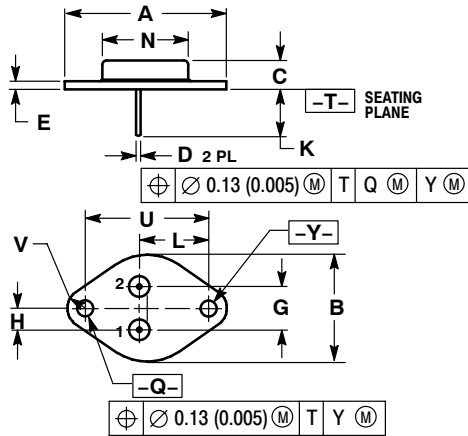 A
N
C
E
–T–
SEATING
PLANE
K
D 2 PL
⌖ ∅ 0.13 (0.005) Ⓜ T Q Ⓜ Y Ⓜ
U
V
L
–Y–
2
H
G
B
1
–Q–
⌖ ∅ 0.13 (0.005) Ⓜ T Y Ⓜ